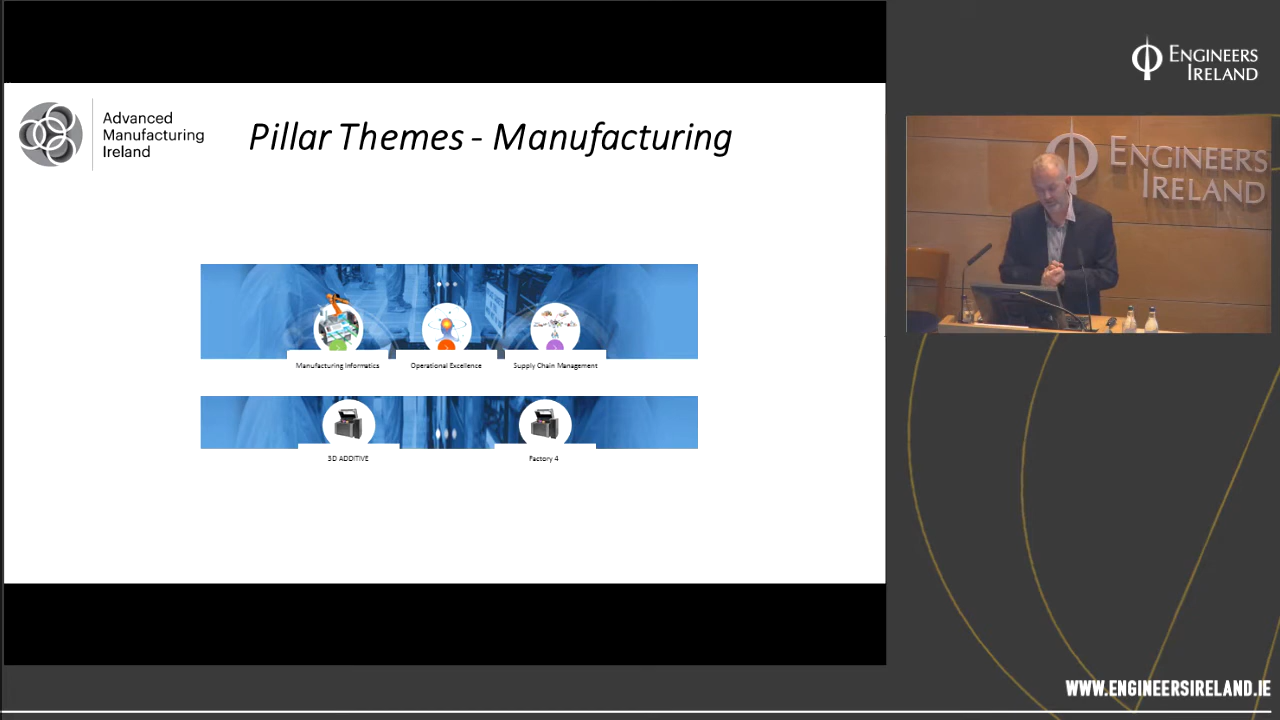 Advanced
Manufacturing
Ireland
Pillar Themes - Manufacturing
Manufacturing Informatics
Operational Excellence
Supply Chain Management
3D ADDITIVE
Factory 4
ENGINEERS
IRELAND
ENGINEERS
IRELAND
WWW.ENGINEERSIRELAND.IE